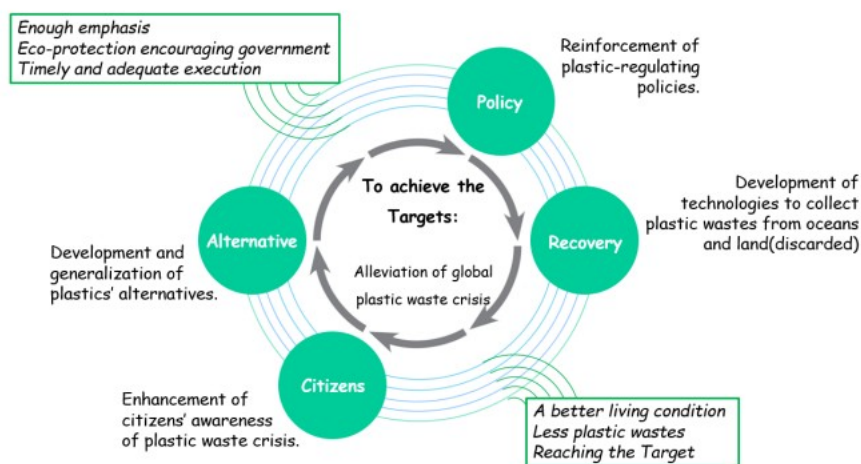 Enough emphasis
Eco-protection encouraging government
Timely and adequate execution
Policy
Reinforcement of
plastic-regulating
policies.
To achieve the
Targets:
Alleviation of global
plastic waste crisis
Recovery
Development of
technologies to collect
plastic wastes from oceans
and land(discarded)
Alternative
Development and
generalization of
plastics' alternatives.
Citizens
Enhancement of
citizens' awareness
of plastic waste crisis.
A better living condition
Less plastic wastes
Reaching the Target